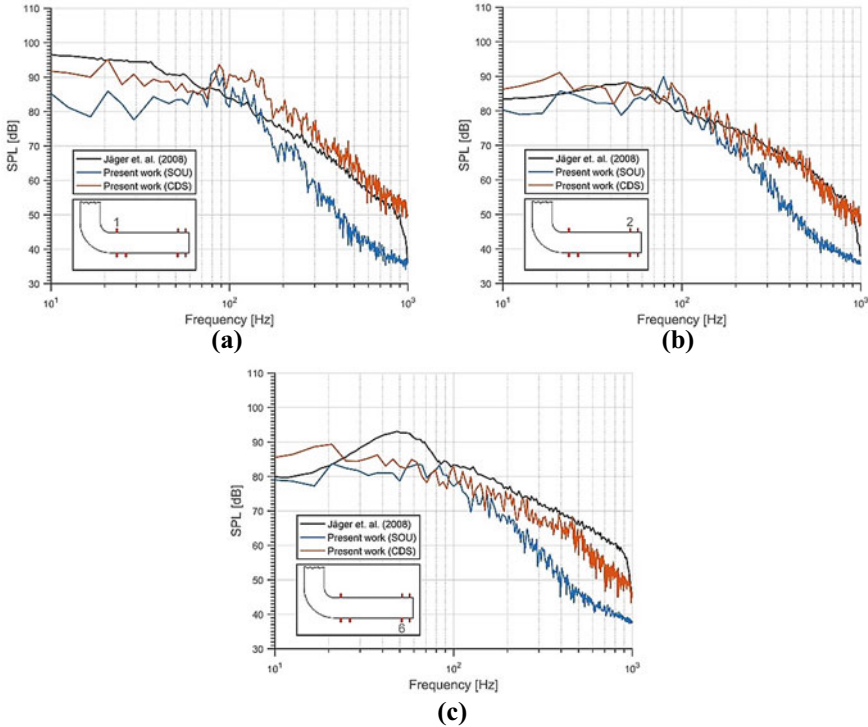 110
100
90
80
70
60
50
40
30
SPL [dB]
Jäger et. al. (2008)
Present work (SOU)
Present work (CDS)
1
10¹
10²
10³
Frequency [Hz]
(a)
110
100
90
80
70
60
50
40
30
SPL [dB]
Jäger et. al. (2008)
Present work (SOU)
Present work (CDS)
2
10¹
10²
10³
Frequency [Hz]
(b)
110
100
90
80
70
60
50
40
30
SPL [dB]
Jäger et. al. (2008)
Present work (SOU)
Present work (CDS)
6
10¹
10²
10³
Frequency [Hz]
(c)